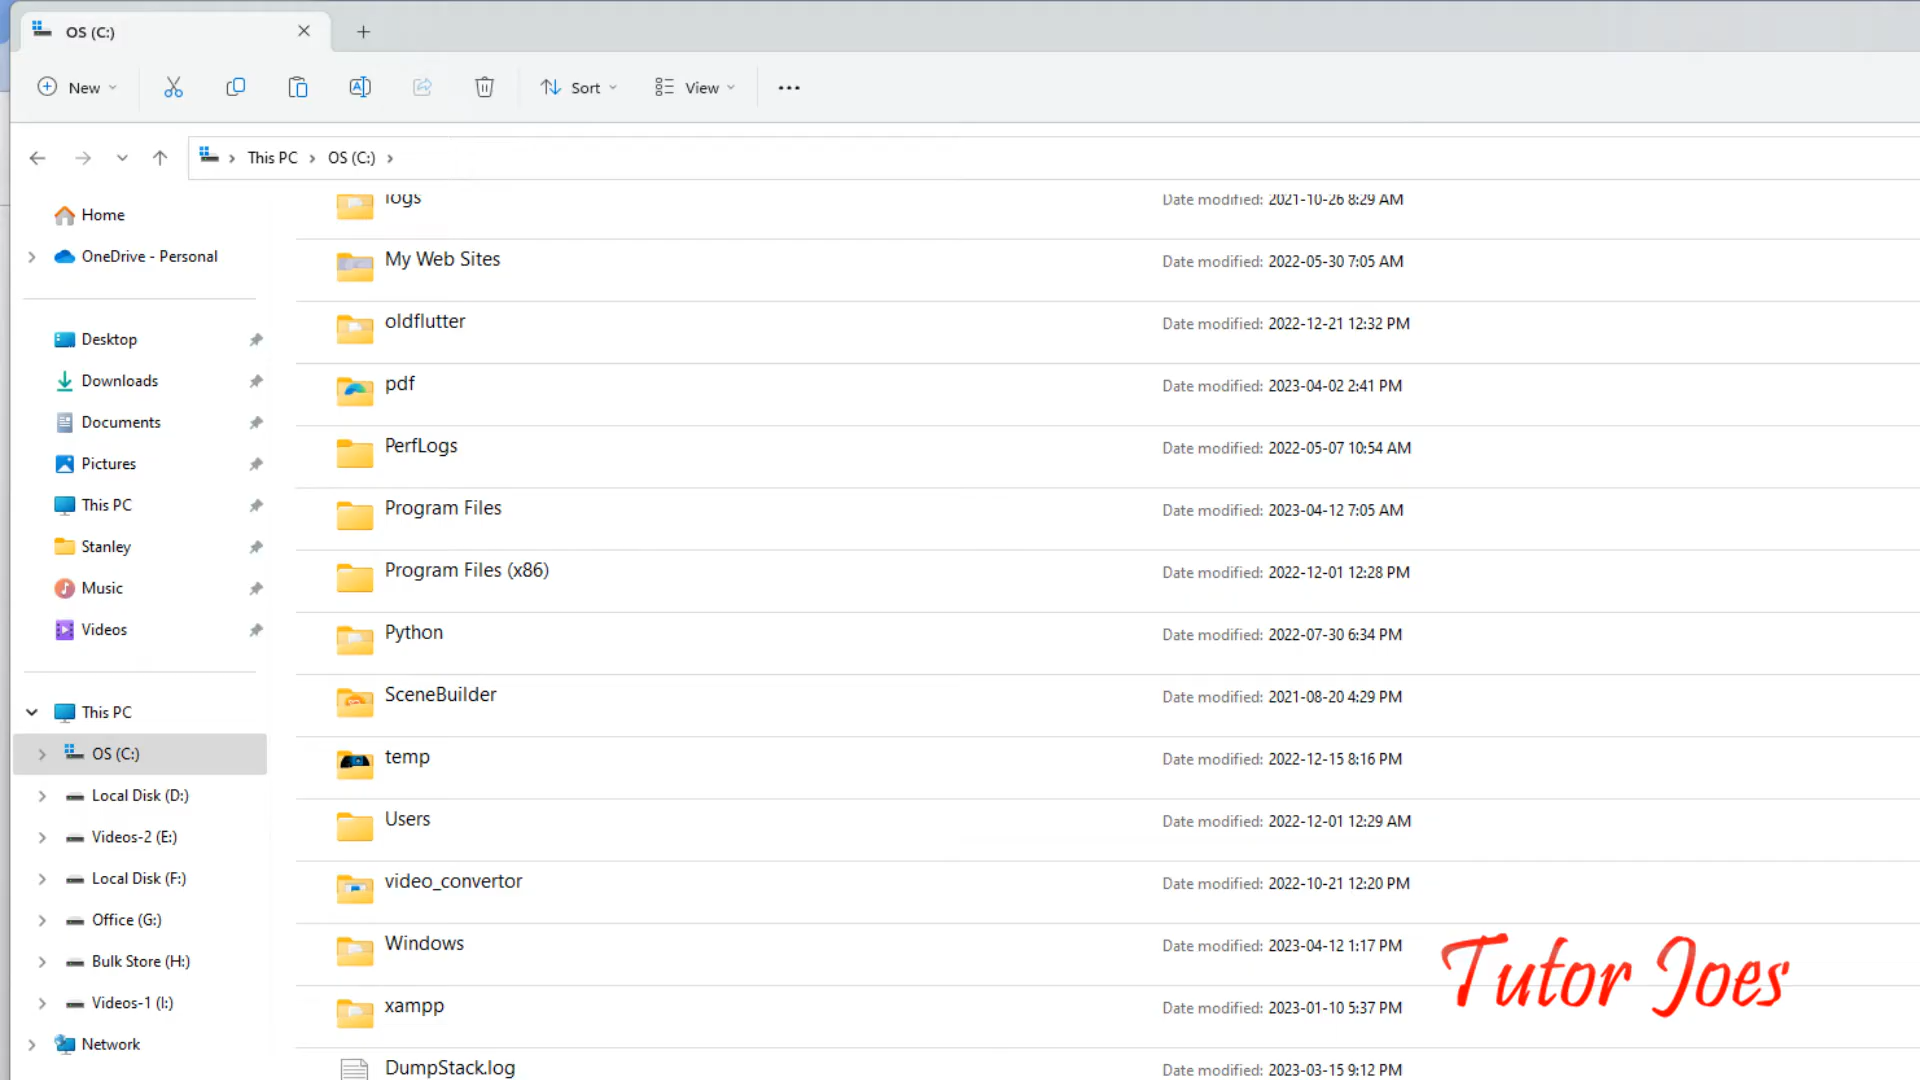 OS (C:)
New
Sort
View
This PC
OS (C:)
Home
OneDrive - Personal
Desktop
Downloads
Documents
Pictures
This PC
Stanley
Music
Videos
This PC
OS (C:)
Local Disk (D:)
Videos-2 (E:)
Local Disk (F:)
Office (G:)
Bulk Store (H:)
Videos-1 (I:)
Network
logs Date modified: 2021-10-26 8:29 AM
My Web Sites Date modified: 2022-05-30 7:05 AM
oldflutter Date modified: 2022-12-21 12:32 PM
pdf Date modified: 2023-04-02 2:41 PM
PerfLogs Date modified: 2022-05-07 10:54 AM
Program Files Date modified: 2023-04-12 7:05 AM
Program Files (x86) Date modified: 2022-12-01 12:28 PM
Python Date modified: 2022-07-30 6:34 PM
SceneBuilder Date modified: 2021-08-20 4:29 PM
temp Date modified: 2022-12-15 8:16 PM
Users Date modified: 2022-12-01 12:29 AM
video_convertor Date modified: 2022-10-21 12:20 PM
Windows Date modified: 2023-04-12 1:17 PM
xampp Date modified: 2023-01-10 5:37 PM
DumpStack.log Date modified: 2023-03-15 9:12 PM
Tutor Joes